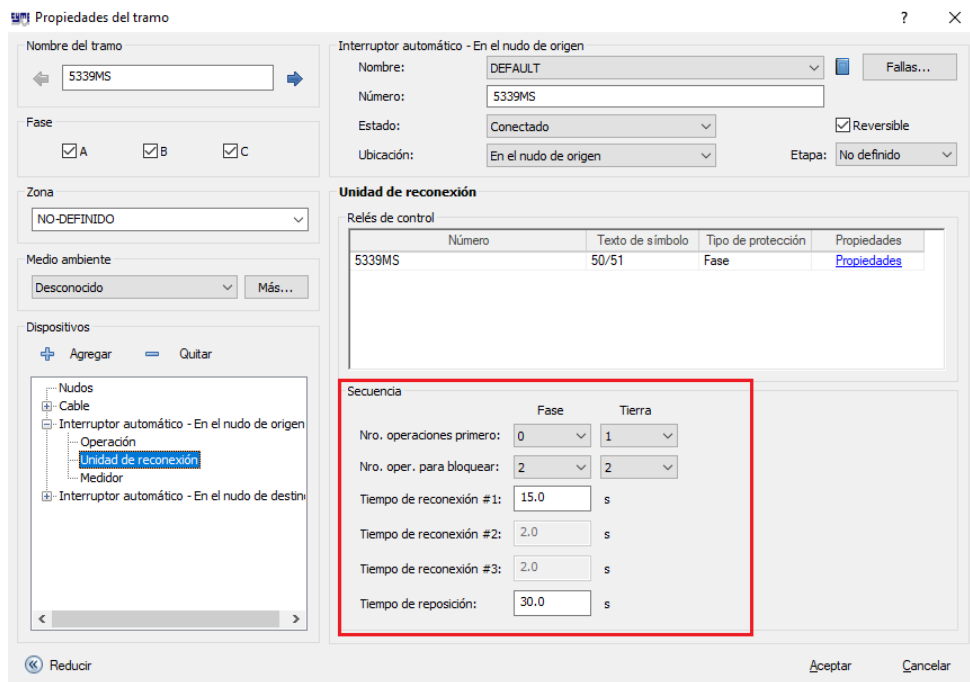 Propiedades del tramo
Nombre del tramo
5339MS
Fase
A B C
Zona
NO-DEFINIDO
Medio ambiente
Desconocido Más...
Dispositivos
Agregar Quitar
Nudos
Cable
Interruptor automático - En el nudo de origen
Operación
Unidad de reconexión
Medidor
Interruptor automático - En el nudo de destin
Interruptor automático - En el nudo de origen
Nombre: DEFAULT Fallas...
Número: 5339MS
Estado: Conectado Reversible
Ubicación: En el nudo de origen Etapa: No definido
Unidad de reconexión
Relés de control
Número Texto de símbolo Tipo de protección Propiedades
5339MS 50/51 Fase Propiedades
Secuencia
Fase Tierra
Nro. operaciones primero: 0 1
Nro. oper. para bloquear: 2 2
Tiempo de reconexión #1: 15.0 s
Tiempo de reconexión #2: 2.0 s
Tiempo de reconexión #3: 2.0 s
Tiempo de reposición: 30.0 s
Reducir Aceptar Cancelar